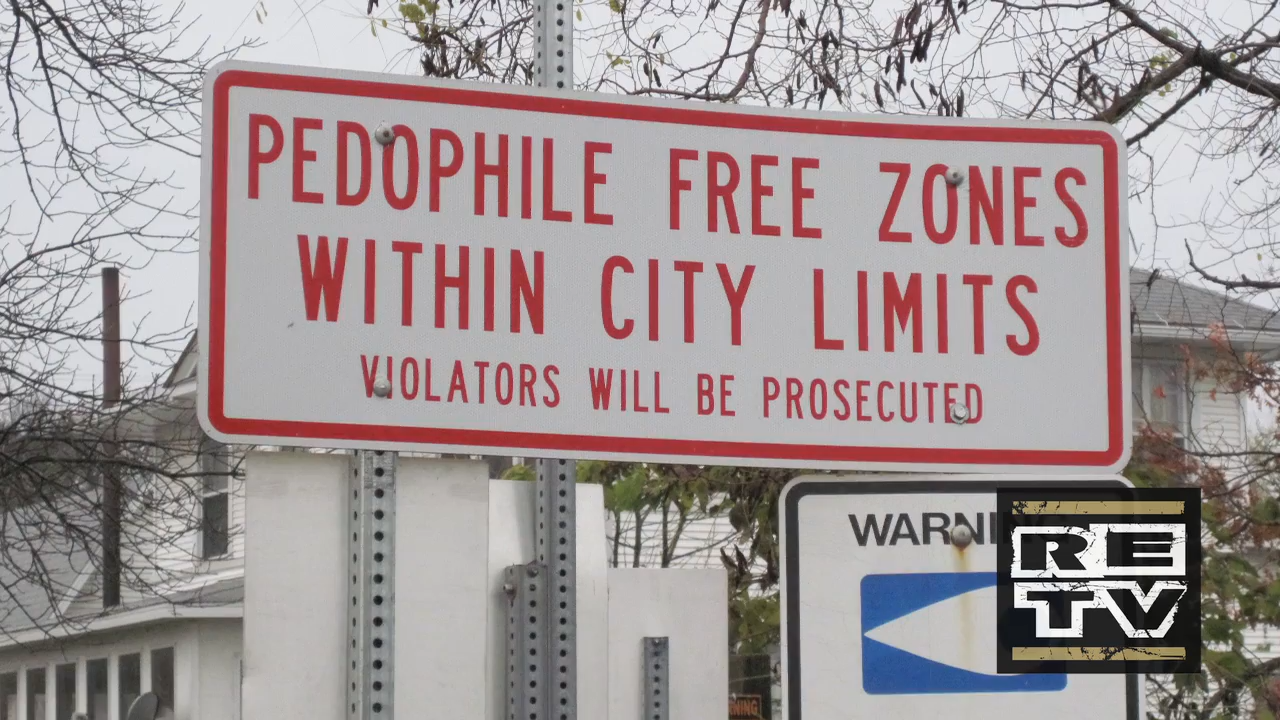 PEDOPHILE FREE ZONES
WITHIN CITY LIMITS
VIOLATORS WILL BE PROSECUTED
RE
TV